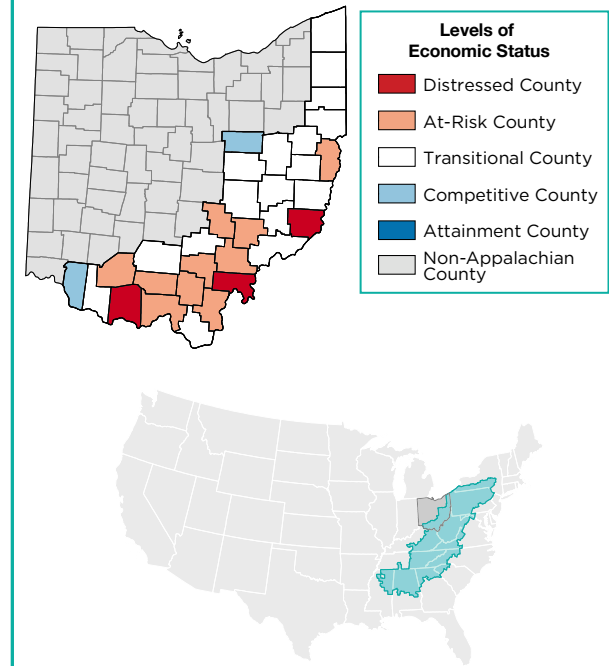 Levels of
Economic Status
Distressed County
At-Risk County
Transitional County
Competitive County
Attainment County
Non-Appalachian
County